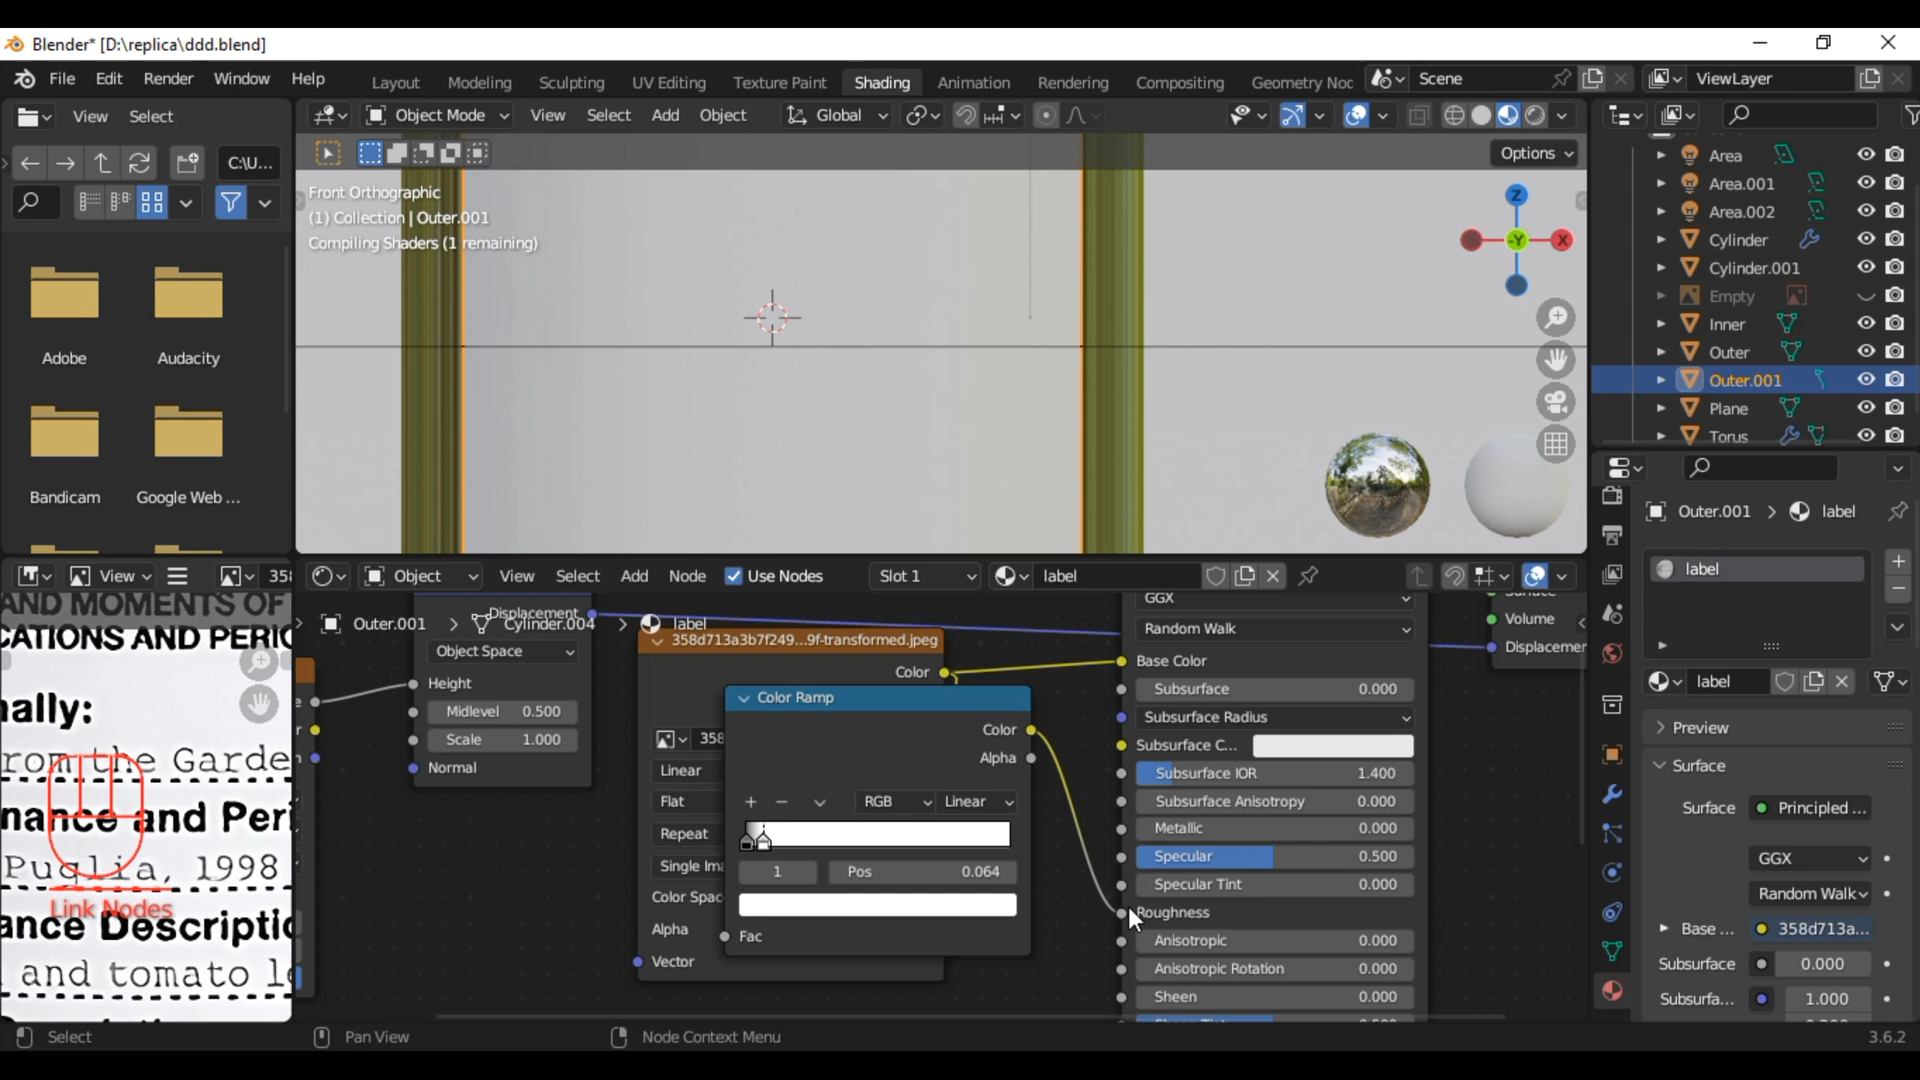 Blender* [D:\replica\ddd.blend]
File Edit Render Window Help
Layout Modeling Sculpting UV Editing Texture Paint Shading Animation Rendering Compositing Geometry Noc
Scene
ViewLayer
View Select
Object Mode View Select Add Object
Global
C:\U...
Options
Front Orthographic
(1) Collection | Outer.001
Compiling Shaders (1 remaining)
Z
-Y
X
Adobe
Audacity
Bandicam
Google Web ...
Area
Area.001
Area.002
Cylinder
Cylinder.001
Empty
Inner
Outer
Outer.001
Plane
Torus
Outer.001 > label
label
label
Preview
Surface
Surface Principled ...
GGX
Random Walk
Base ... 358d713a...
Subsurface 0.000
Subsurfa... 1.000
View 358
AND MOMENTS OF
CATIONS AND PERIO
nally:
rom the Garde
nance and Peri
Puglia, 1998
Link Nodes
ance Descriptio
and tomato le
Object View Select Add Node Use Nodes Slot 1 label
Outer.001 > Cylinder.004 > label
Displacement
Object Space
Height
Midlevel 0.500
Scale 1.000
Normal
358d713a3b7f249...9f-transformed.jpeg
Color
358
Linear
Flat
Repeat
Single Ima
Color Spac
Alpha
Vector
Color Ramp
Color
Alpha
RGB Linear
1 Pos 0.064
Fac
GGX
Random Walk
Base Color
Subsurface 0.000
Subsurface Radius
Subsurface C...
Subsurface IOR 1.400
Subsurface Anisotropy 0.000
Metallic 0.000
Specular 0.500
Specular Tint 0.000
Roughness
Anisotropic 0.000
Anisotropic Rotation 0.000
Sheen 0.000
Volume
Displacemen
Select
Pan View
Node Context Menu
3.6.2